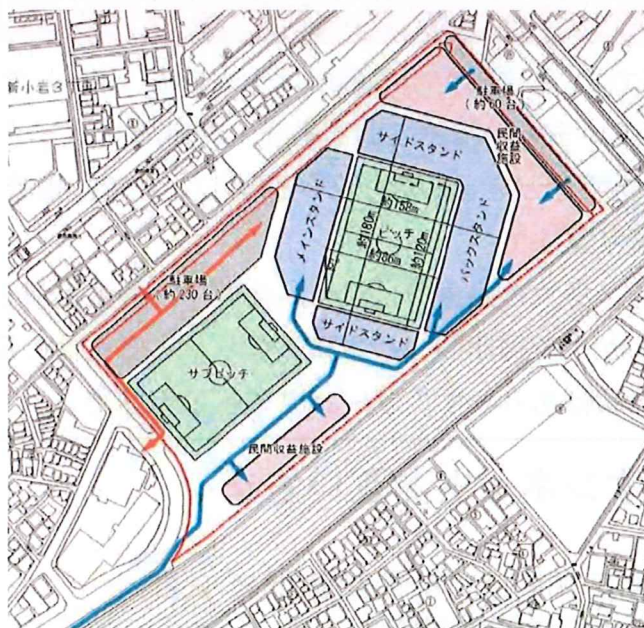 新小岩3丁目
駐車場
(約60台)
民間
収益
施設
サイドスタンド
メインスタンド
約158m
約180m
ピッチ
約120m
約86m
バックスタンド
駐車場
(約230台)
サイドスタンド
サブピッチ
民間収益施設